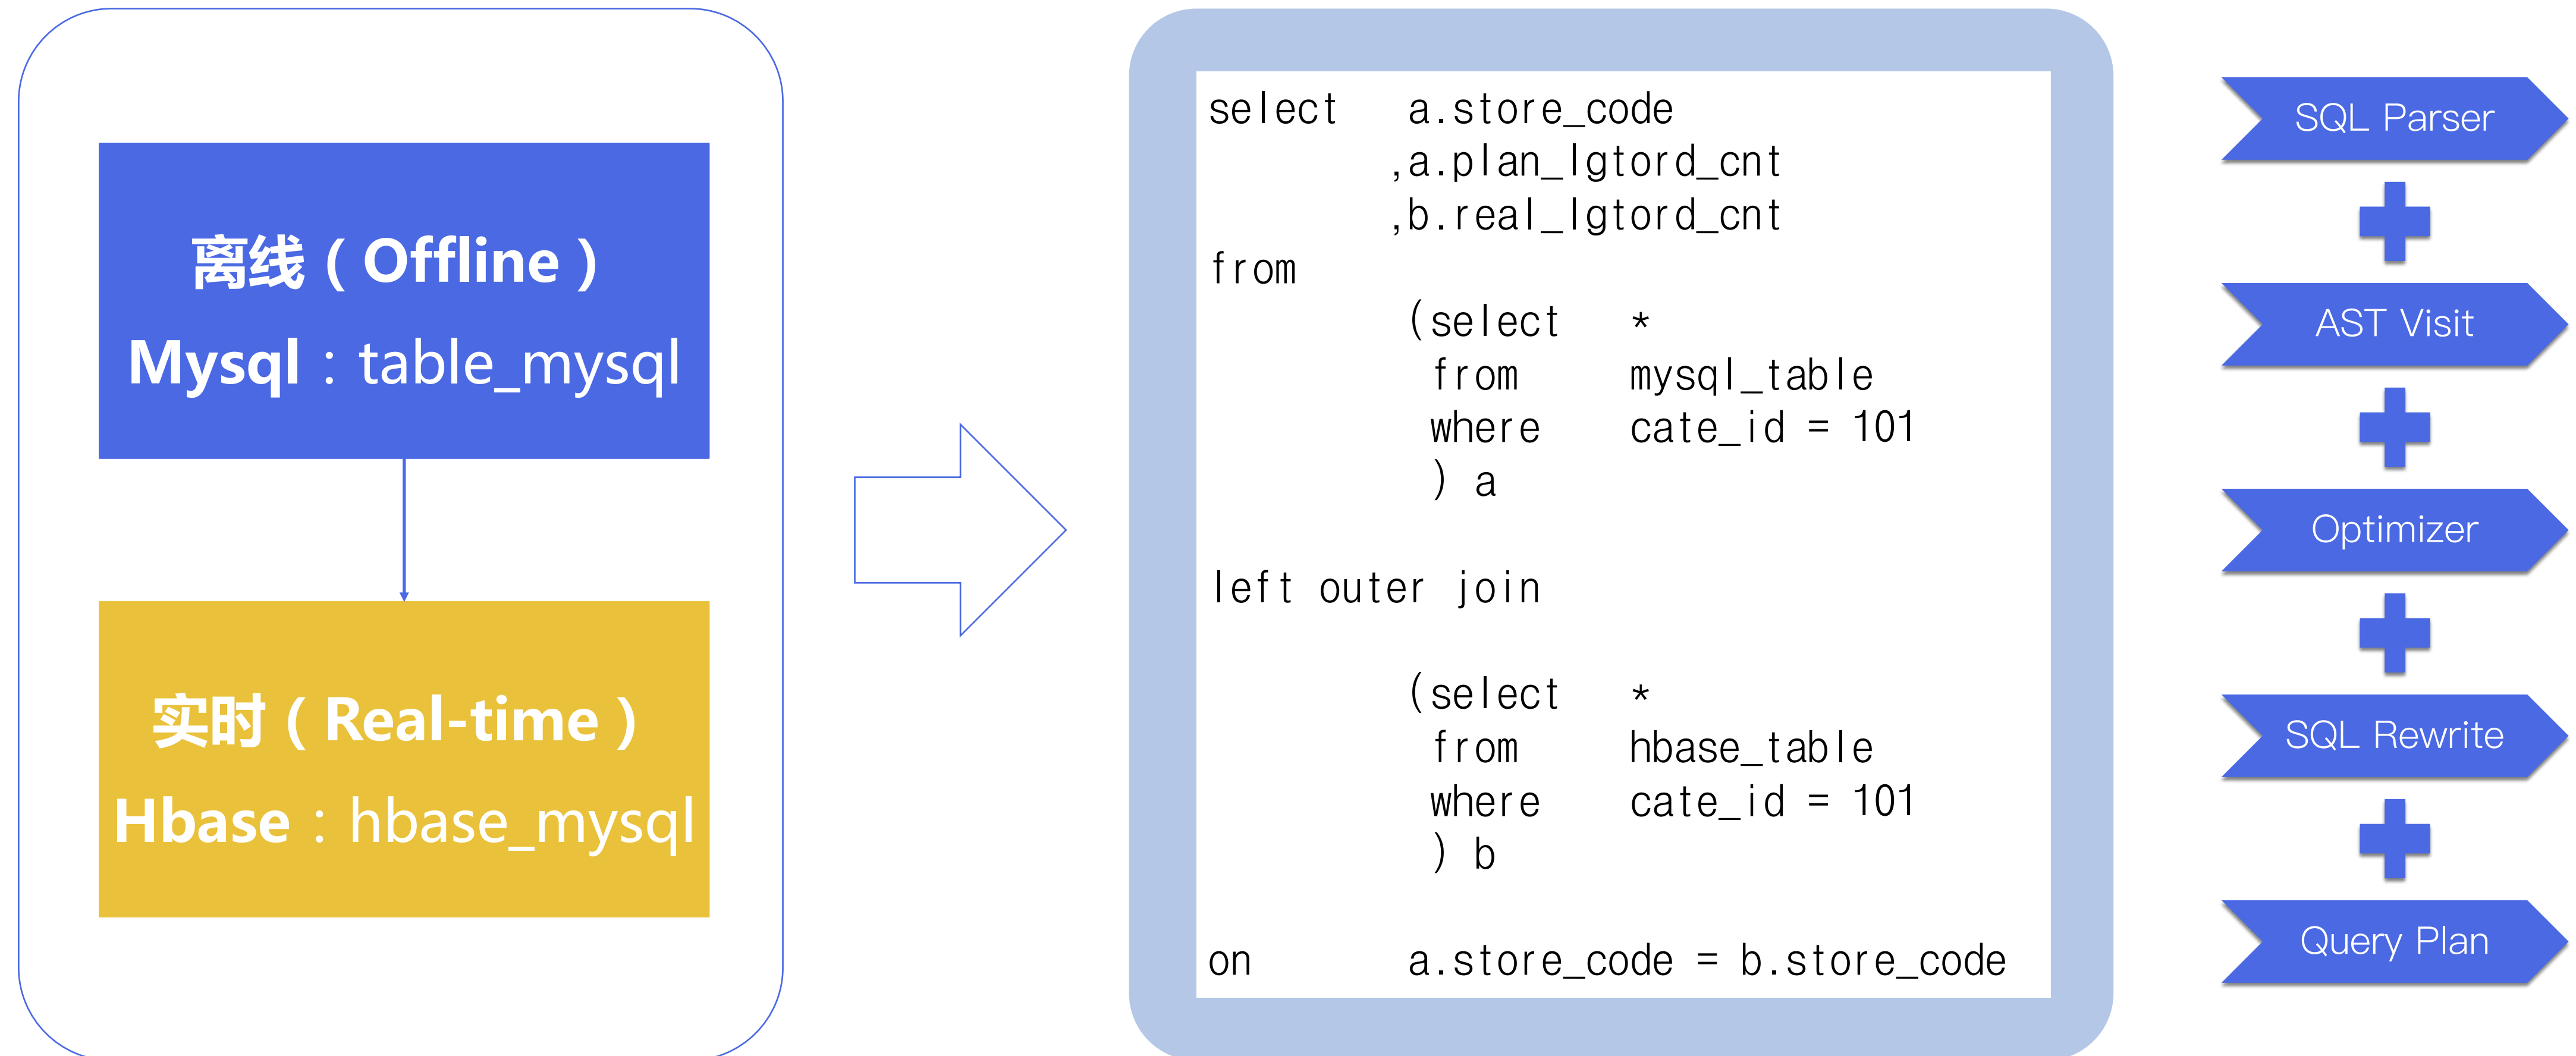 离线（Offline）
Mysql：table_mysql
实时（Real-time）
Hbase：hbase_mysql
select a.store_code
,a.plan_lgtord_cnt
,b.real_lgtord_cnt
from
(select *
from mysql_table
where cate_id = 101
) a
left outer join
(select *
from hbase_table
where cate_id = 101
) b
on a.store_code = b.store_code
SQL Parser
AST Visit
Optimizer
SQL Rewrite
Query Plan